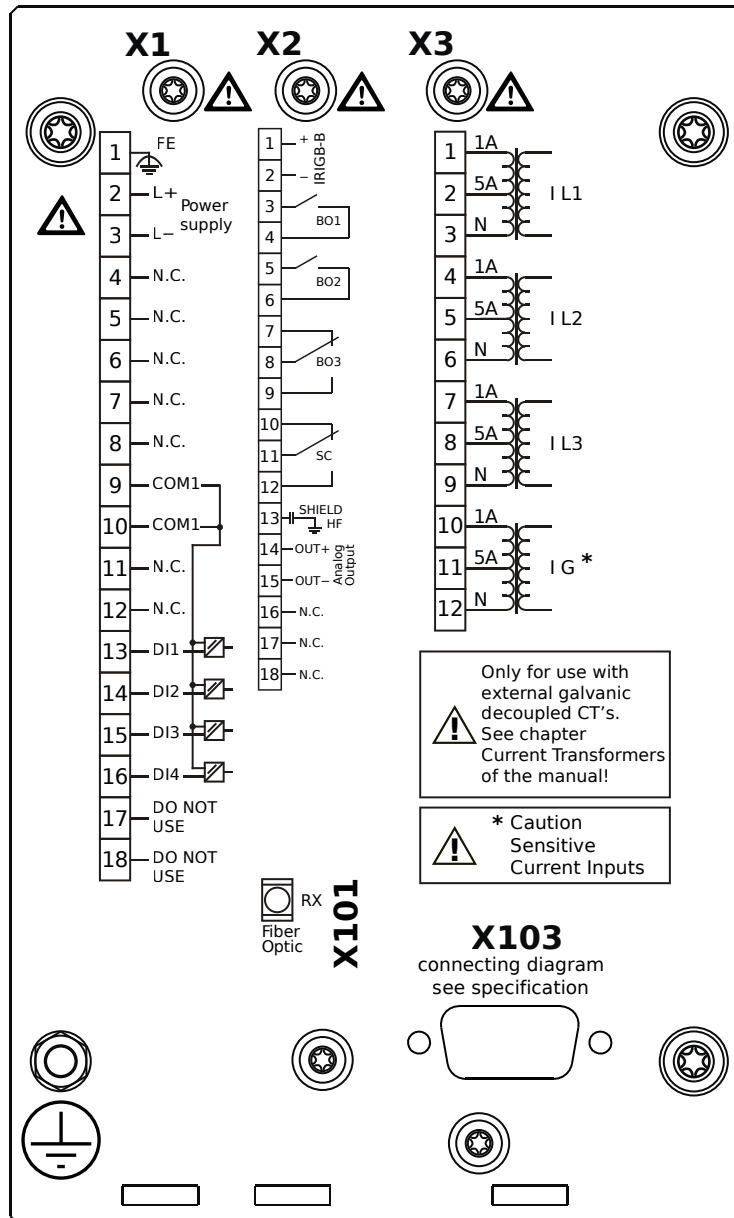 X1
X2
X3
1 FE
2 L+
3 L−
Power
supply
4 N.C.
5 N.C.
6 N.C.
7 N.C.
8 N.C.
9 COM1
10 COM1
11 N.C.
12 N.C.
13 DI1
14 DI2
15 DI3
16 DI4
17 DO NOT
USE
18 DO NOT
USE
1 +
2 −
IRIGB-B
3
4
BO1
5
6
BO2
7
8 BO3
9
10
11 SC
12
13 SHIELD
HF
14 OUT+
15 OUT−
Analog
Output
16 N.C.
17 N.C.
18 N.C.
1 1A
2 5A I L1
3 N
4 1A
5 5A I L2
6 N
7 1A
8 5A I L3
9 N
10 1A
11 5A I G *
12 N
Only for use with
external galvanic
decoupled CT's.
See chapter
Current Transformers
of the manual!
* Caution
Sensitive
Current Inputs
RX
Fiber
Optic
X101
X103
connecting diagram
see specification